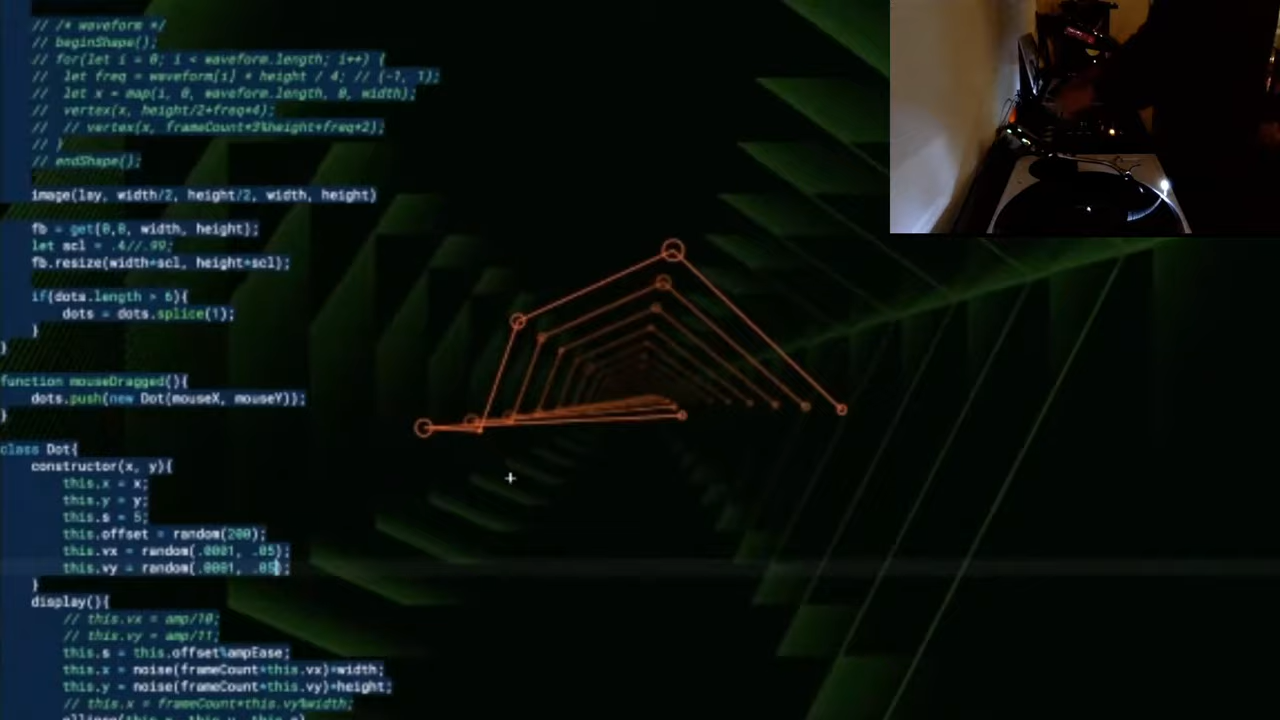 // /* waveform */
// beginShape();
// for(let i = 0; i < waveform.length; i++) {
//  let freq = waveform[i] * height / 4; // (-1, 1);
//  let x = map(i, 0, waveform.length, 0, width);
//  vertex(x, height/2+freq*4);
//  // vertex(x, frameCount*3%height+freq*2);
// }
// endShape();
image(lay, width/2, height/2, width, height)
fb = get(0,0, width, height);
let scl = .4//.99;
fb.resize(width*scl, height*scl);
if(dots.length > 6){
dots = dots.splice(1);
}
}
function mouseDragged(){
dots.push(new Dot(mouseX, mouseY));
}
class Dot{
constructor(x, y){
this.x = x;
this.y = y;
this.s = 5;
this.offset = random(200);
this.vx = random(.0001, .05);
this.vy = random(.0001, .05);
}
display(){
// this.vx = amp/10;
// this.vy = amp/11;
this.s = this.offset%ampEase;
this.x = noise(frameCount*this.vx)*width;
this.y = noise(frameCount*this.vy)*height;
// this.x = frameCount*this.vy%width;